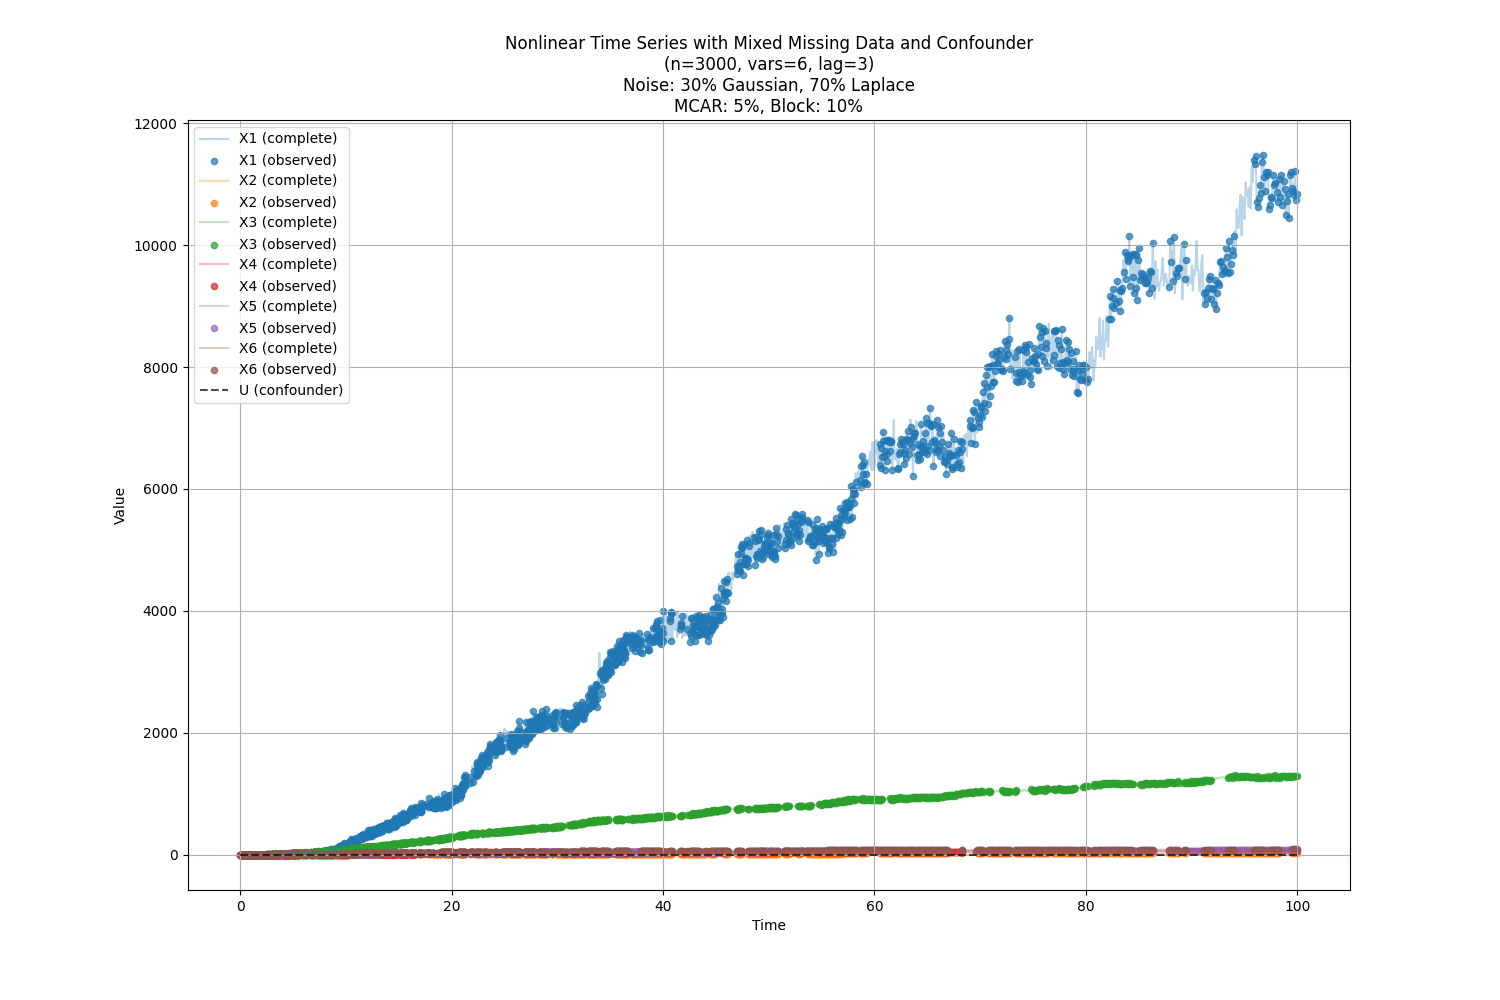 Nonlinear Time Series with Mixed Missing Data and Confounder
(n=3000, vars=6, lag=3)
Noise: 30% Gaussian, 70% Laplace
MCAR: 5%, Block: 10%
12000
10000
8000
6000
4000
2000
0
Value
X1 (complete)
X1 (observed)
X2 (complete)
X2 (observed)
X3 (complete)
X3 (observed)
X4 (complete)
X4 (observed)
X5 (complete)
X5 (observed)
X6 (complete)
X6 (observed)
U (confounder)
0 20 40 60 80 100
Time